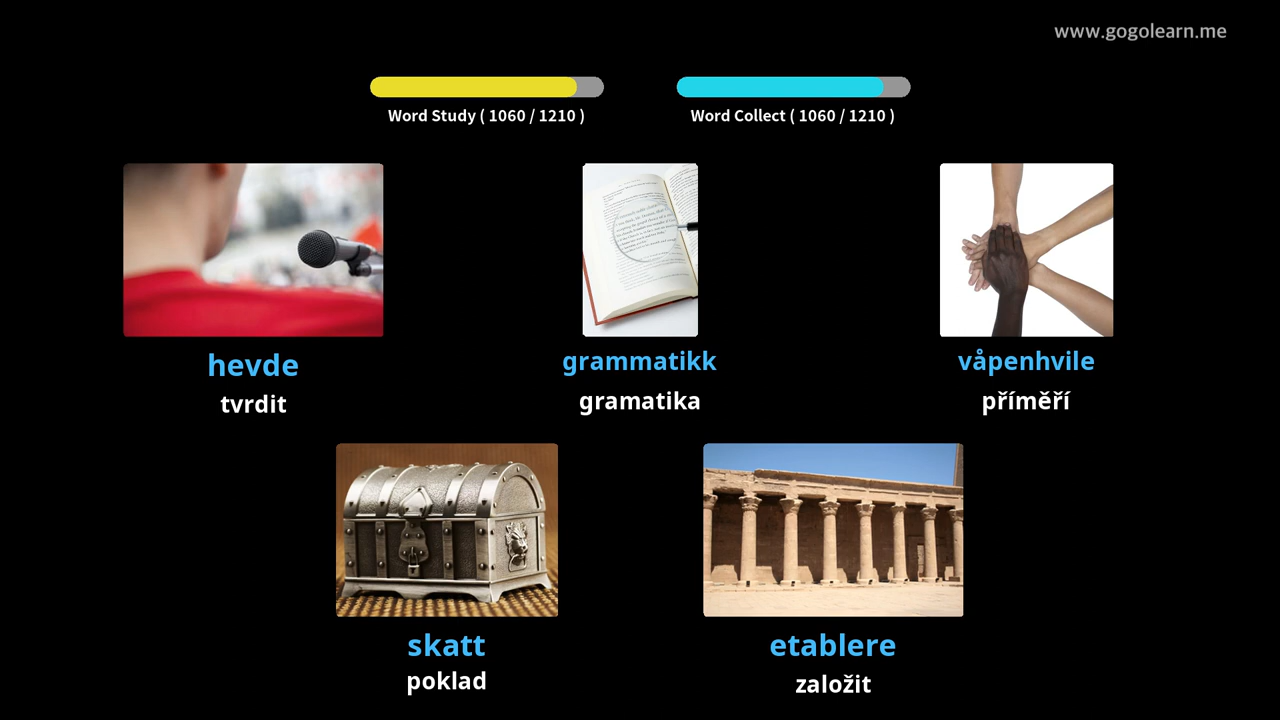 www.gogolearn.me
Word Study ( 1060 / 1210 )
Word Collect ( 1060 / 1210 )
hevde
tvrdit
grammatikk
gramatika
våpenhvile
příměří
skatt
poklad
etablere
založit